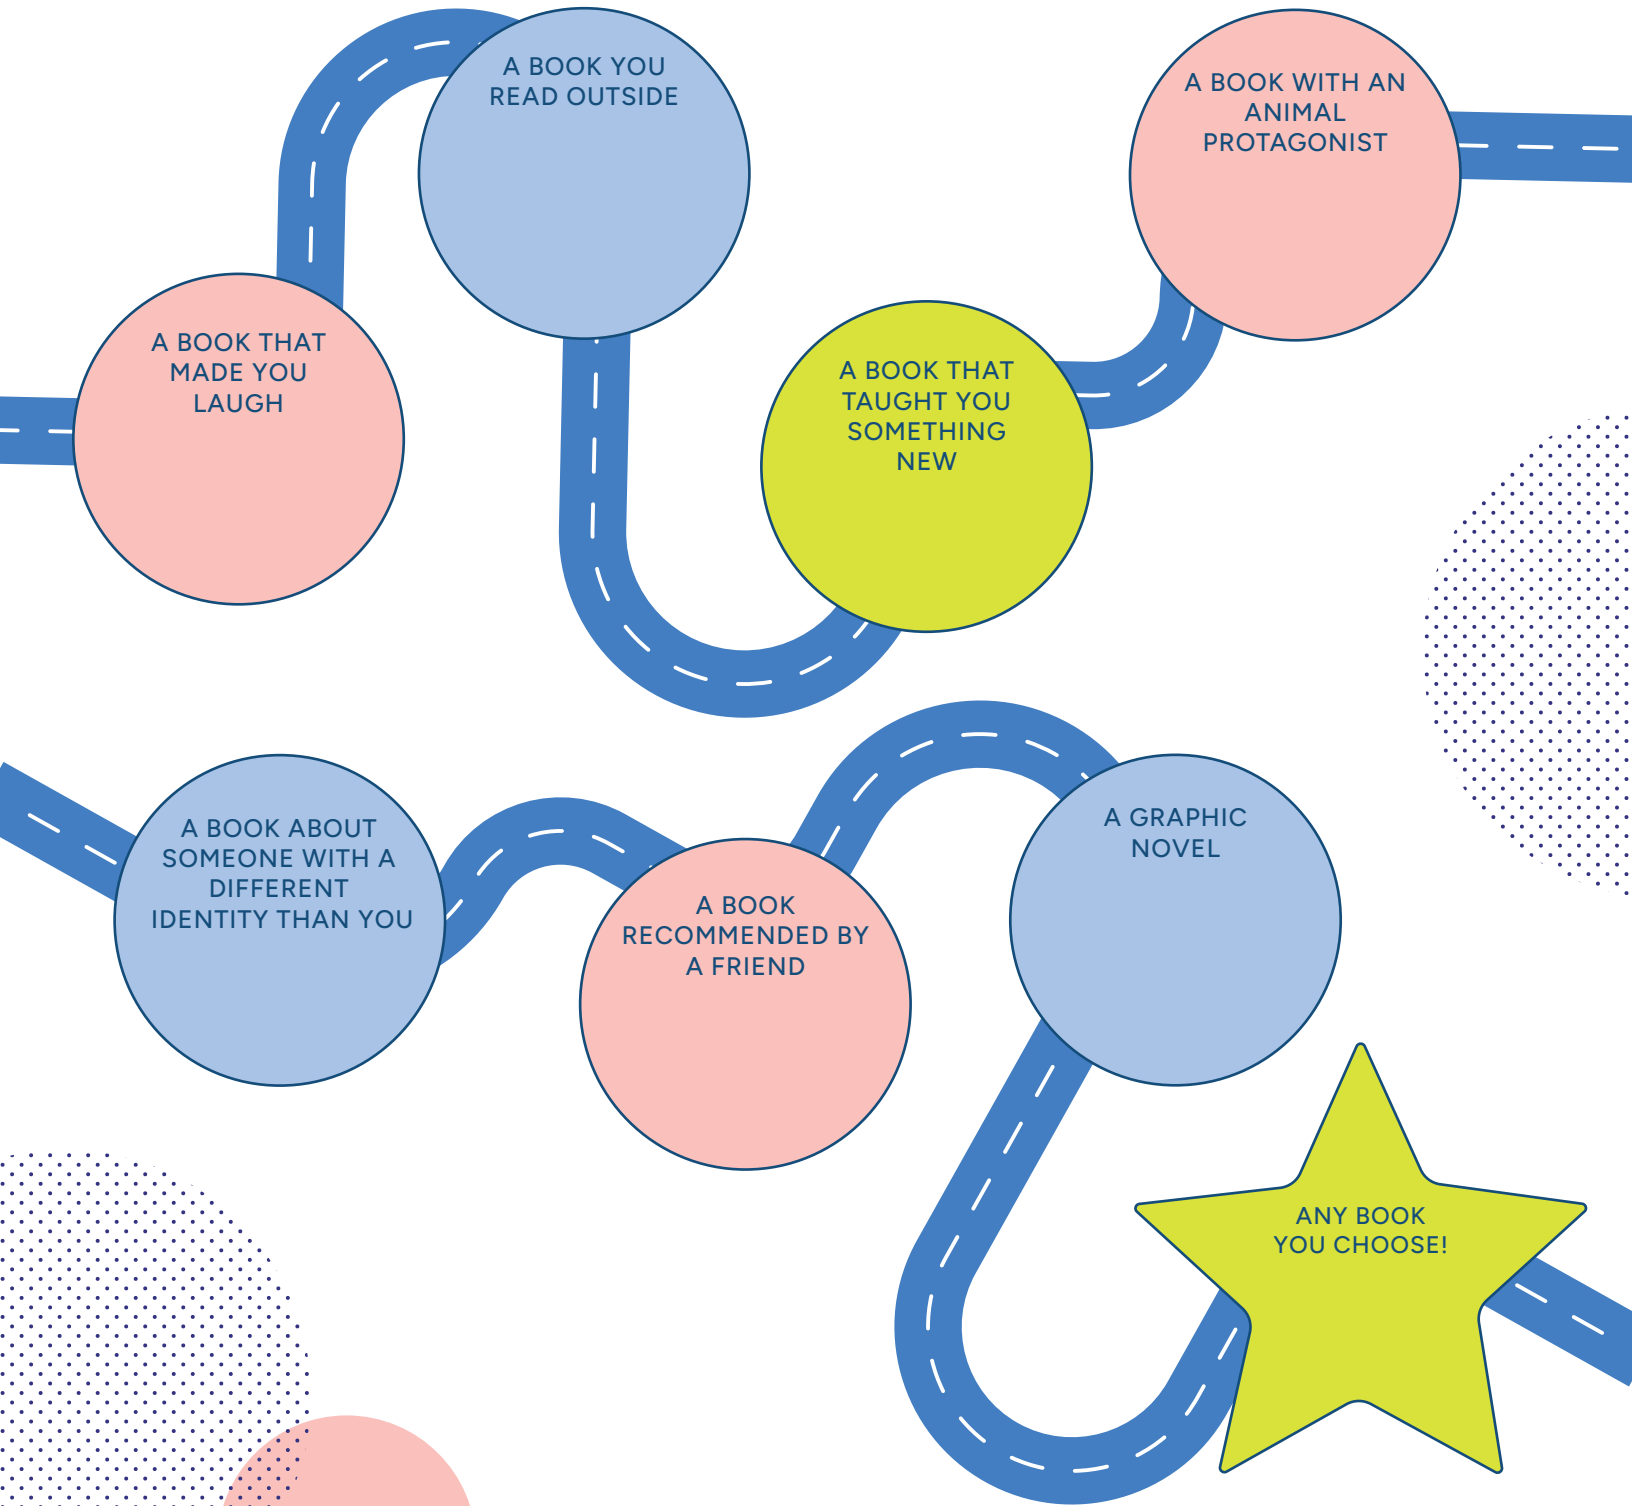 A BOOK THAT
MADE YOU
LAUGH
A BOOK YOU
READ OUTSIDE
A BOOK THAT
TAUGHT YOU
SOMETHING
NEW
A BOOK WITH AN
ANIMAL
PROTAGONIST
A BOOK ABOUT
SOMEONE WITH A
DIFFERENT
IDENTITY THAN YOU
A BOOK
RECOMMENDED BY
A FRIEND
A GRAPHIC
NOVEL
ANY BOOK
YOU CHOOSE!